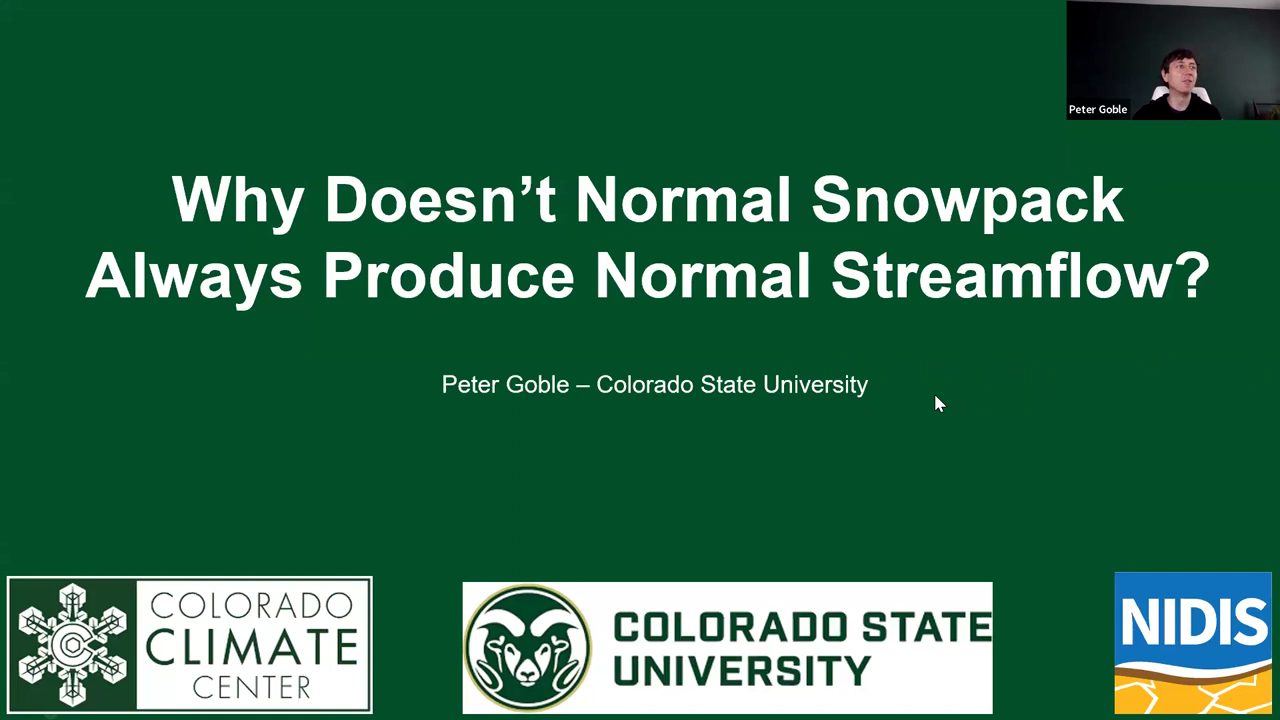 Peter Goble
Why Doesn’t Normal Snowpack
Always Produce Normal Streamflow?
Peter Goble – Colorado State University
COLORADO
CLIMATE
CENTER
COLORADO STATE
UNIVERSITY
NIDIS